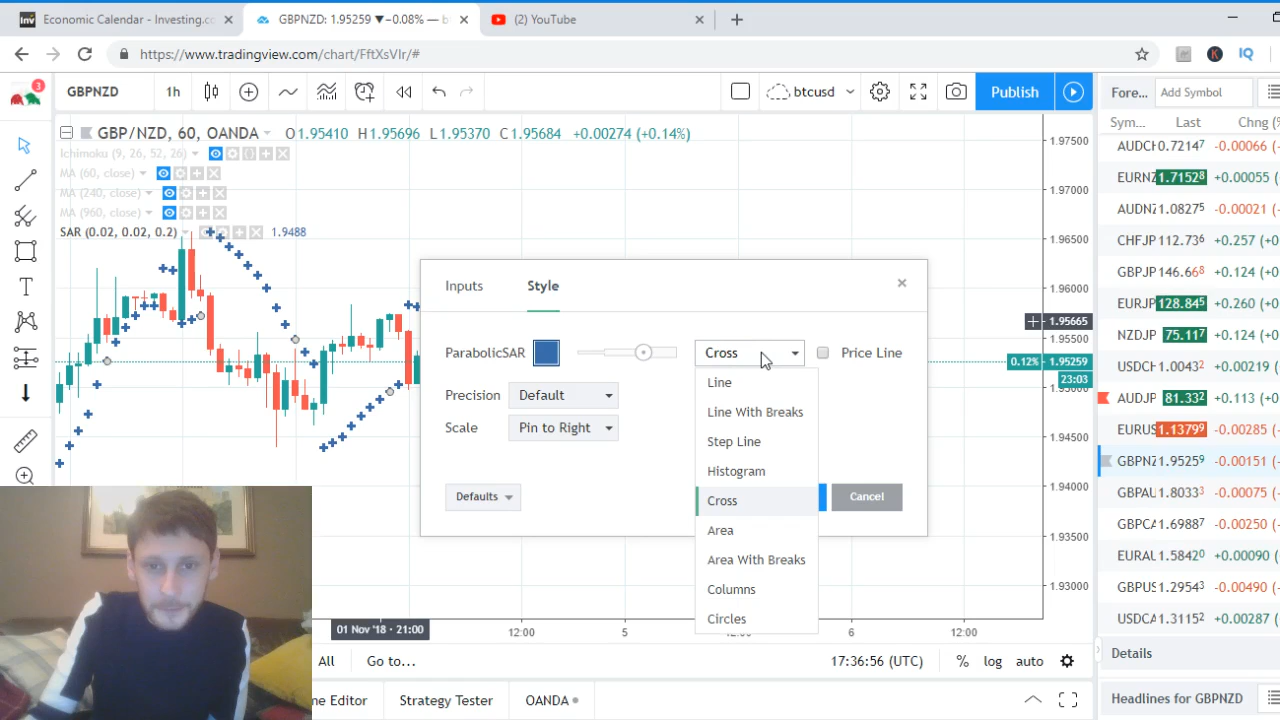 Economic Calendar - Investing.co
GBPNZD: 1.95259 ▼−0.08% — b
(2) YouTube
https://www.tradingview.com/chart/FftXsVIr/#
GBPNZD
1h
btcusd
Publish
Fore...
Add Symbol
GBP/NZD, 60, OANDA
O1.95410 H1.95696 L1.95370 C1.95684 +0.00274 (+0.14%)
Sym...
Last
Chng (%
Ichimoku (9, 26, 52, 26)
MA (60, close)
MA (240, close)
MA (960, close)
SAR (0.02, 0.02, 0.2)
1.9488
1.97500
1.97000
1.96500
1.96000
1.95665
1.95500
0.12% 1.95259
23:03
1.94500
1.94000
1.93500
1.93000
AUDCH 0.72147 -0.00066
EURNZ 1.71528 +0.00055
AUDNZ 1.08275 -0.00021
CHFJP 112.736 +0.257
GBPJP 146.668 +0.124
EURJP 128.845 +0.260
NZDJP 75.117 +0.124
USDCH 1.00432 +0.00219
AUDJP 81.332 +0.113
EURUS 1.13799 -0.00285
GBPNZ 1.95259 -0.00151
GBPAU 1.80333 -0.00075
GBPCA 1.69887 -0.00250
EURAU 1.58420 +0.00090
GBPUS 1.29543 -0.00490
USDCA 1.31152 +0.00287
Inputs
Style
ParabolicSAR
Cross
Price Line
Precision
Default
Scale
Pin to Right
Line
Line With Breaks
Step Line
Histogram
Cross
Area
Area With Breaks
Columns
Circles
Defaults
Cancel
01 Nov '18 - 21:00
12:00
5
6
12:00
All
Go to...
17:36:56 (UTC)
%
log
auto
Details
ne Editor
Strategy Tester
OANDA
Headlines for GBPNZD